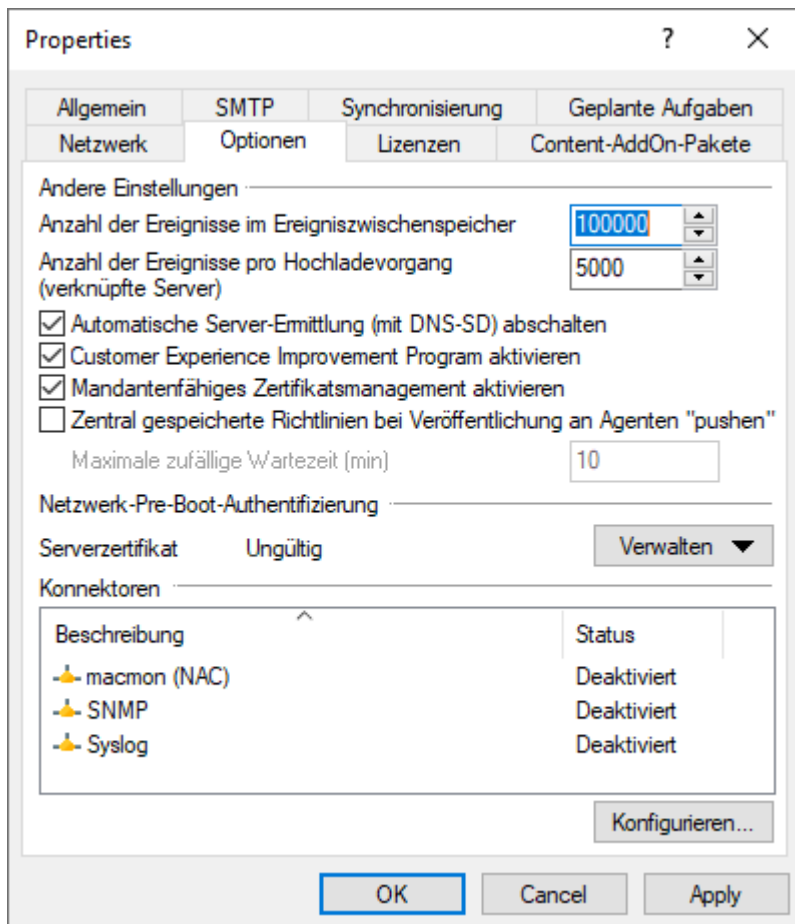 Properties
Allgemein SMTP Synchronisierung Geplante Aufgaben
Netzwerk Optionen Lizenzen Content-AddOn-Pakete
Andere Einstellungen
Anzahl der Ereignisse im Ereigniszwischenspeicher 100000
Anzahl der Ereignisse pro Hochladevorgang
(verknüpfte Server) 5000
Automatische Server-Ermittlung (mit DNS-SD) abschalten
Customer Experience Improvement Program aktivieren
Mandantenfähiges Zertifikatsmanagement aktivieren
Zentral gespeicherte Richtlinien bei Veröffentlichung an Agenten "pushen"
Maximale zufällige Wartezeit (min) 10
Netzwerk-Pre-Boot-Authentifizierung
Serverzertifikat Ungültig Verwalten
Konnektoren
Beschreibung Status
macmon (NAC) Deaktiviert
SNMP Deaktiviert
Syslog Deaktiviert
Konfigurieren...
OK Cancel Apply